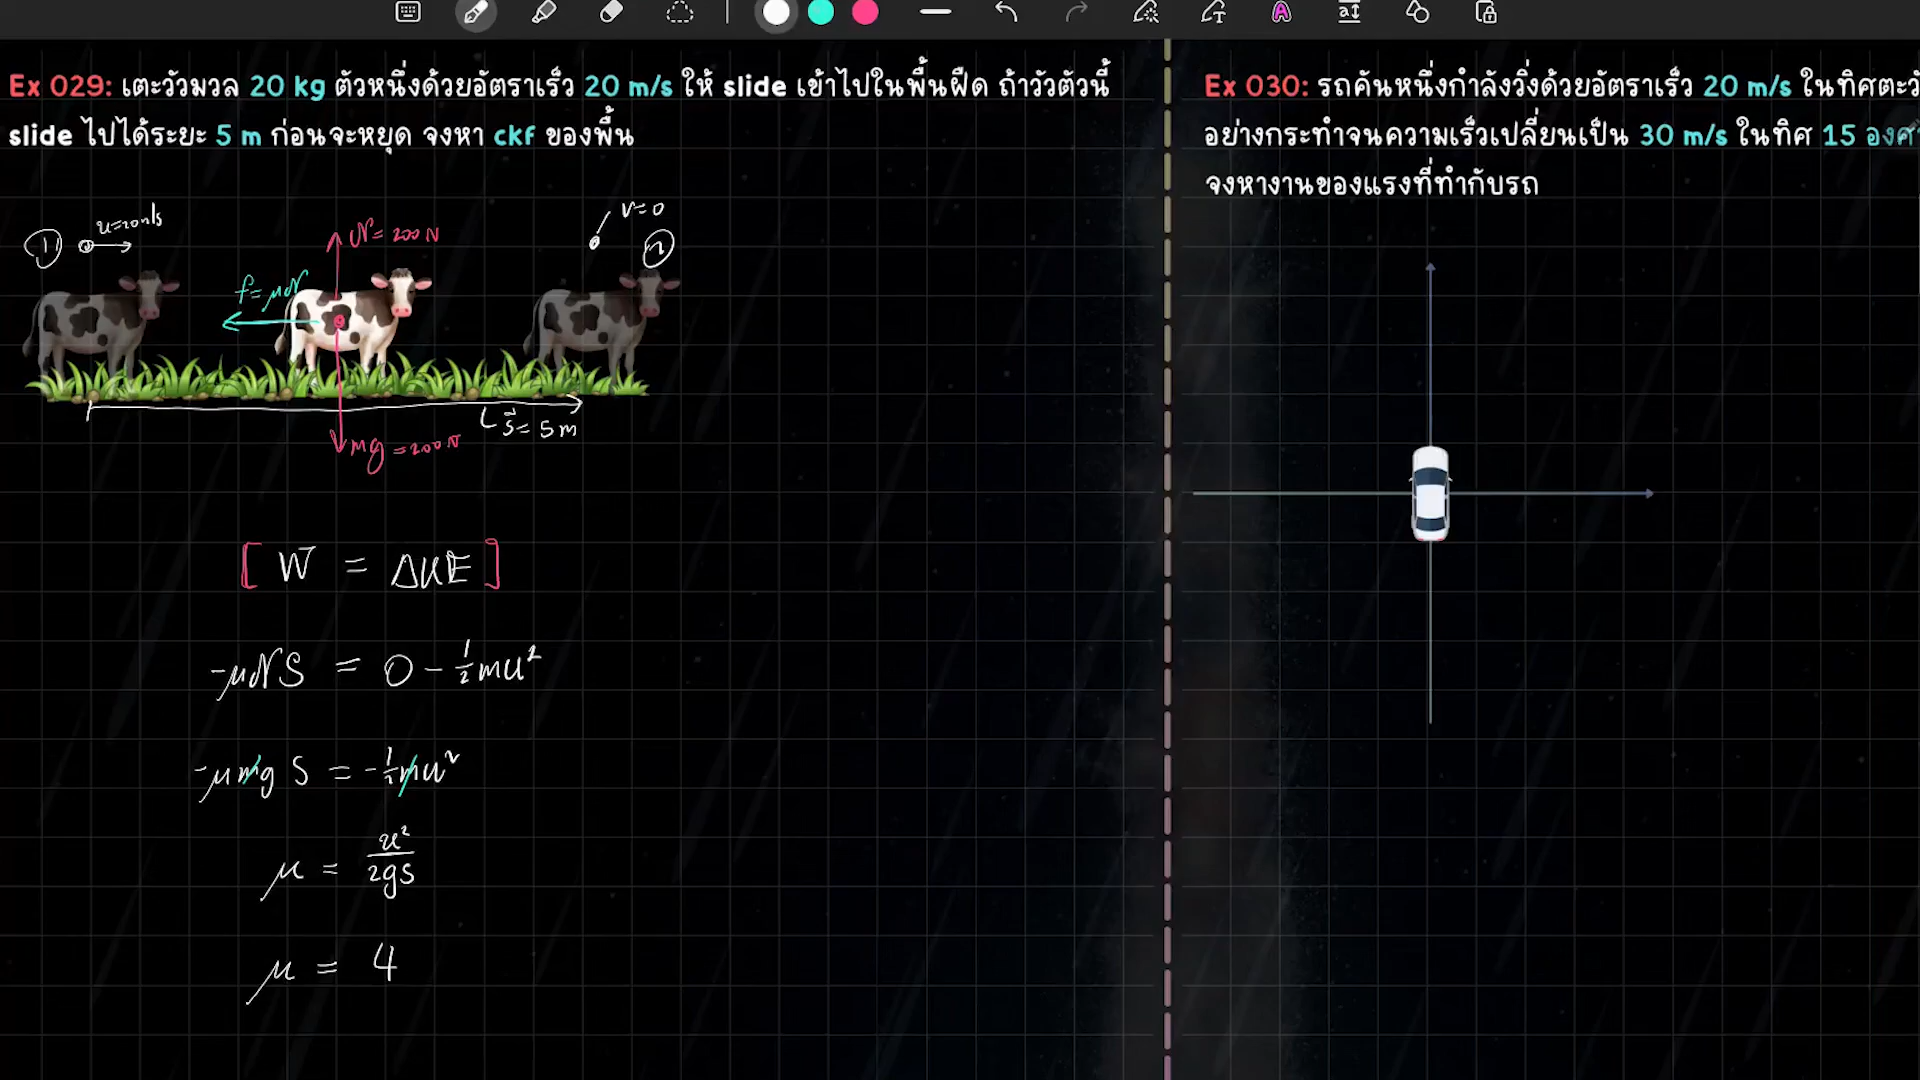 Ex 029: เตะวัวมวล 20 kg ตัวหนึ่งด้วยอัตราเร็ว 20 m/s ให้ slide เข้าไปในพื้นฝืด ถ้าวัวตัวนี้
slide ไปได้ระยะ 5 m ก่อนจะหยุด จงหา ckf ของพื้น
1 u=20m/s
N = 200 N
v=0
2
f=μN
S⃗ = 5 m
mg = 200 N
[ W = ΔKE ]
-μNS = 0 - ½mu²
-μmg S = -½mu²
μ = u²/2gs
μ = 4
Ex 030: รถคันหนึ่งกำลังวิ่งด้วยอัตราเร็ว 20 m/s ในทิศตะวั
อย่างกระทำจนความเร็วเปลี่ยนเป็น 30 m/s ในทิศ 15 องศา
จงหางานของแรงที่ทำกับรถ